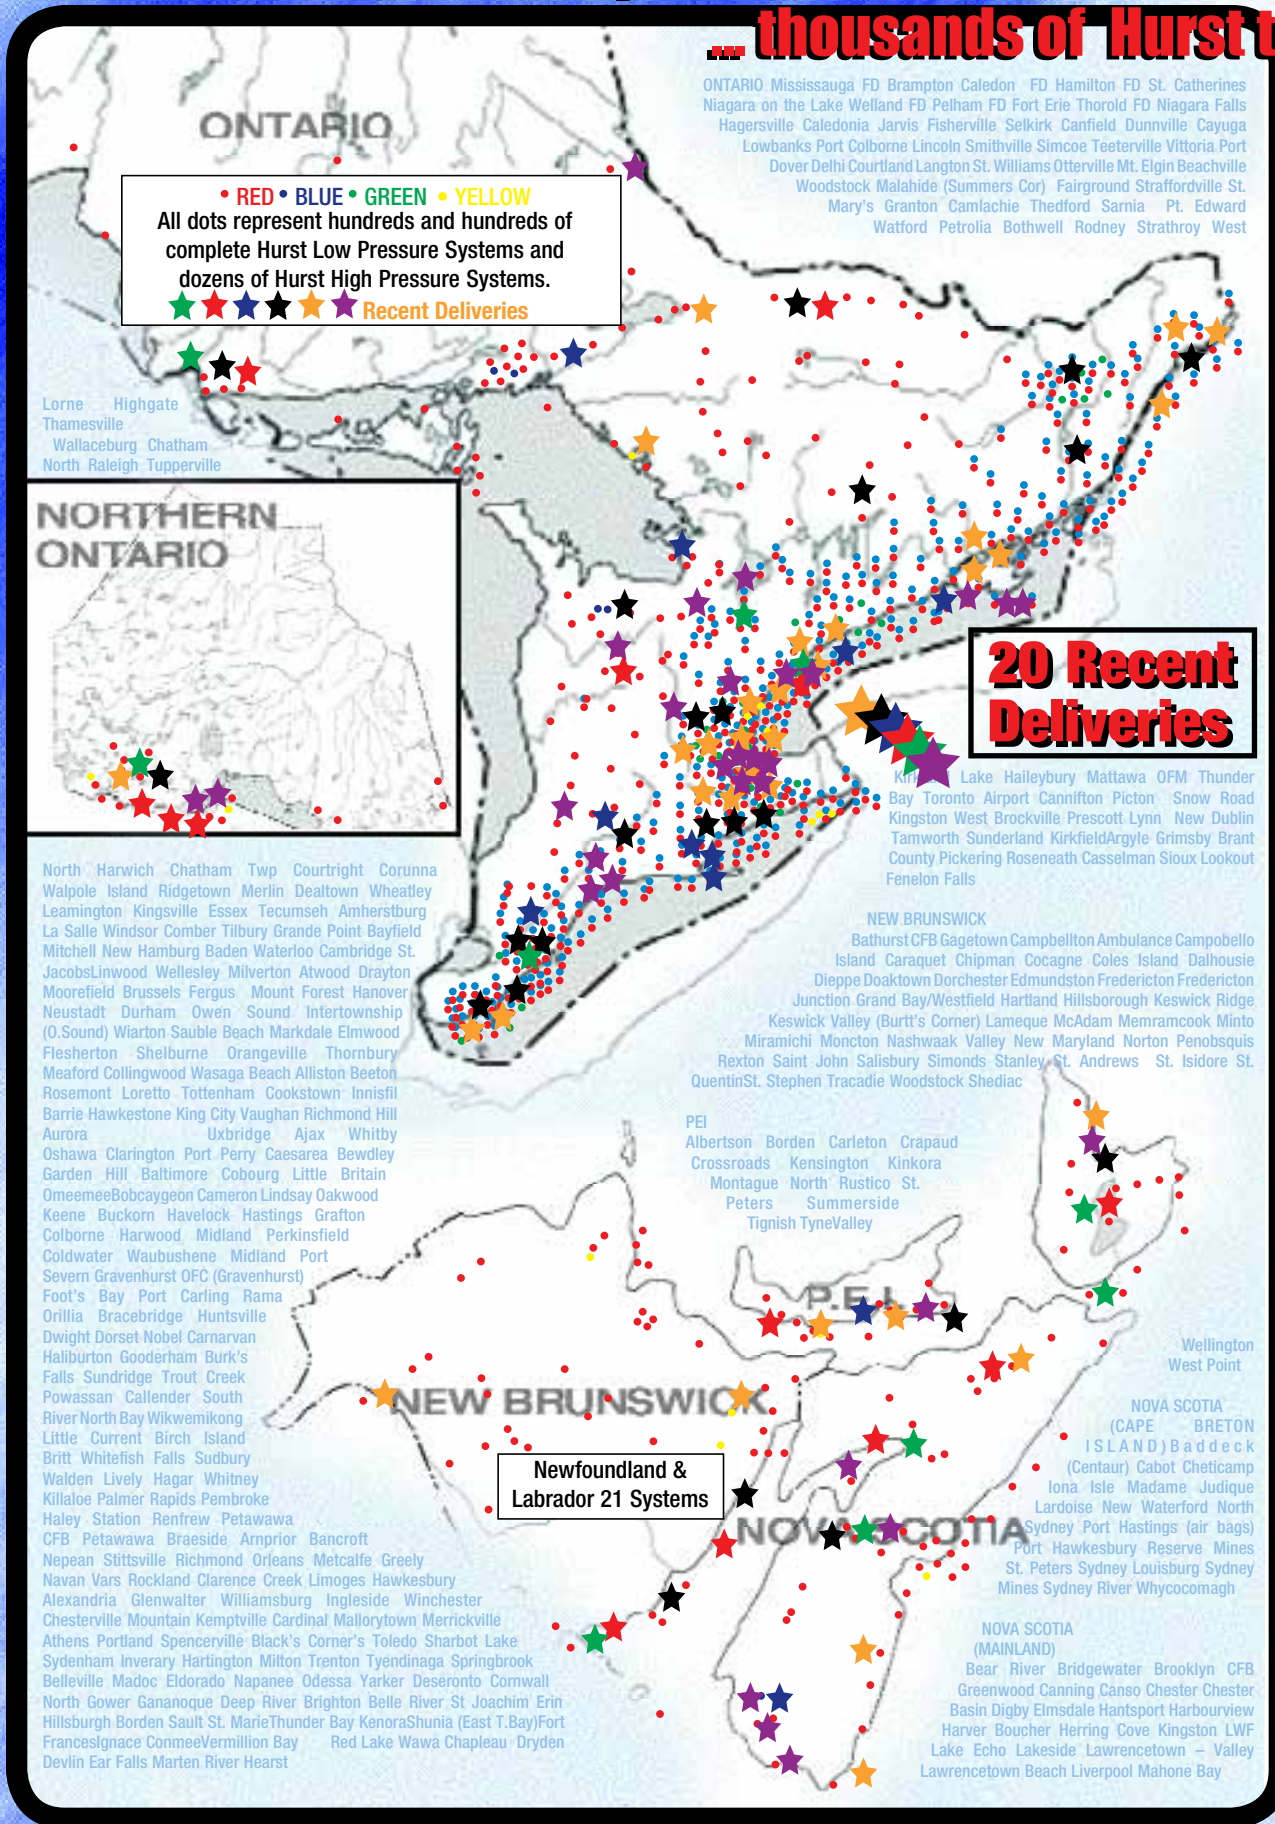 ... thousands of Hurst t
ONTARIO Mississauga FD Brampton Caledon FD Hamilton FD St. Catherines
Niagara on the Lake Welland FD Pelham FD Fort Erie Thorold FD Niagara Falls
Hagersville Caledonia Jarvis Fisherville Selkirk Canfield Dunnville Cayuga
Lowbanks Port Colborne Lincoln Smithville Simcoe Teeterville Vittoria Port
Dover Delhi Courtland Langton St. Williams Otterville Mt. Elgin Beachville
Woodstock Malahide (Summers Cor) Fairground Straffordville St.
Mary's Granton Camlachie Thedford Sarnia Pt. Edward
Watford Petrolia Bothwell Rodney Strathroy West
ONTARIO
• RED • BLUE • GREEN • YELLOW
All dots represent hundreds and hundreds of
complete Hurst Low Pressure Systems and
dozens of Hurst High Pressure Systems.
Recent Deliveries
Lorne Highgate
Thamesville
Wallaceburg Chatham
North Raleigh Tupperville
NORTHERN
ONTARIO
20 Recent
Deliveries
Lake Haileybury Mattawa OFM Thunder
Bay Toronto Airport Cannifton Picton Snow Road
Kingston West Brockville Prescott Lynn New Dublin
Tamworth Sunderland KirkfieldArgyle Grimsby Brant
County Pickering Roseneath Casselman Sioux Lookout
Fenelon Falls
North Harwich Chatham Twp Courtright Corunna
Walpole Island Ridgetown Merlin Dealtown Wheatley
Leamington Kingsville Essex Tecumseh Amherstburg
La Salle Windsor Comber Tilbury Grande Point Bayfield
Mitchell New Hamburg Baden Waterloo Cambridge St.
JacobsLinwood Wellesley Milverton Atwood Drayton
Moorefield Brussels Fergus Mount Forest Hanover
Neustadt Durham Owen Sound Intertownship
(O.Sound) Wiarton Sauble Beach Markdale Elmwood
Flesherton Shelburne Orangeville Thornbury
Meaford Collingwood Wasaga Beach Alliston Beeton
Rosemont Loretto Tottenham Cookstown Innisfil
Barrie Hawkestone King City Vaughan Richmond Hill
Aurora Uxbridge Ajax Whitby
Oshawa Clarington Port Perry Caesarea Bewdley
Garden Hill Baltimore Cobourg Little Britain
OmeemeeBobcaygeon Cameron Lindsay Oakwood
Keene Buckorn Havelock Hastings Grafton
Colborne Harwood Midland Perkinsfield
Coldwater Waubushene Midland Port
Severn Gravenhurst OFC (Gravenhurst)
Foot's Bay Port Carling Rama
Orillia Bracebridge Huntsville
Dwight Dorset Nobel Carnarvan
Haliburton Gooderham Burk's
Falls Sundridge Trout Creek
Powassan Callender South
River North Bay Wikwemikong
Little Current Birch Island
Britt Whitefish Falls Sudbury
Walden Lively Hagar Whitney
Killaloe Palmer Rapids Pembroke
Haley Station Renfrew Petawawa
CFB Petawawa Braeside Arnprior Bancroft
Nepean Stittsville Richmond Orleans Metcalfe Greely
Navan Vars Rockland Clarence Creek Limoges Hawkesbury
Alexandria Glenwalter Williamsburg Ingleside Winchester
Chesterville Mountain Kemptville Cardinal Mallorytown Merrickville
Athens Portland Spencerville Black's Corner's Toledo Sharbot Lake
Sydenham Inverary Hartington Milton Trenton Tyendinaga Springbrook
Belleville Madoc Eldorado Napanee Odessa Yarker Deseronto Cornwall
North Gower Gananoque Deep River Brighton Belle River St Joachim Erin
Hillsburgh Borden Sault St. MarieThunder Bay KenoraShunia (East T.Bay)Fort
FrancesIgnace ConmeeVermillion Bay Red Lake Wawa Chapleau Dryden
Devlin Ear Falls Marten River Hearst
NEW BRUNSWICK
Bathurst CFB Gagetown Campbellton Ambulance Campobello
Island Caraquet Chipman Cocagne Coles Island Dalhousie
Dieppe Doaktown Dorchester Edmundston Fredericton Fredericton
Junction Grand Bay/Westfield Hartland Hillsborough Keswick Ridge
Keswick Valley (Burtts Corner) Lameque McAdam Memramcook Minto
Miramichi Moncton Nashwaak Valley New Maryland Norton Penobsquis
Rexton Saint John Salisbury Simonds Stanley St. Andrews St. Isidore St.
QuentinSt. Stephen Tracadie Woodstock Shediac
PEI
Albertson Borden Carleton Crapaud
Crossroads Kensington Kinkora
Montague North Rustico St.
Peters Summerside
Tignish TyneValley
P.E.I.
NEW BRUNSWICK
Newfoundland &
Labrador 21 Systems
NOVA SCOTIA
Wellington
West Point
NOVA SCOTIA
(CAPE BRETON
ISLAND) Baddeck
(Centaur) Cabot Cheticamp
Iona Isle Madame Judique
Lardoise New Waterford North
Sydney Port Hastings (air bags)
Port Hawkesbury Reserve Mines
St. Peters Sydney Louisburg Sydney
Mines Sydney River Whycocomagh
NOVA SCOTIA
(MAINLAND)
Bear River Bridgewater Brooklyn CFB
Greenwood Canning Canso Chester Chester
Basin Digby Elmsdale Hantsport Harbourview
Harver Boucher Herring Cove Kingston LWF
Lake Echo Lakeside Lawrencetown – Valley
Lawrencetown Beach Liverpool Mahone Bay